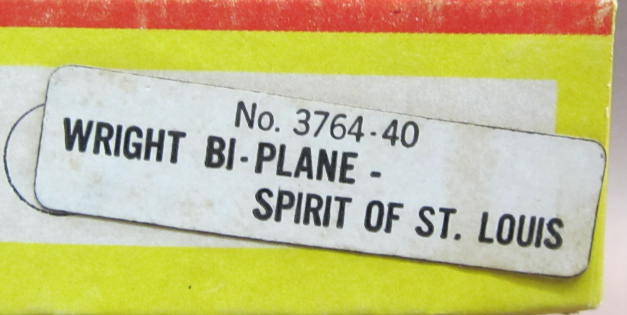 No. 3764-40
WRIGHT BI-PLANE -
SPIRIT OF ST. LOUIS